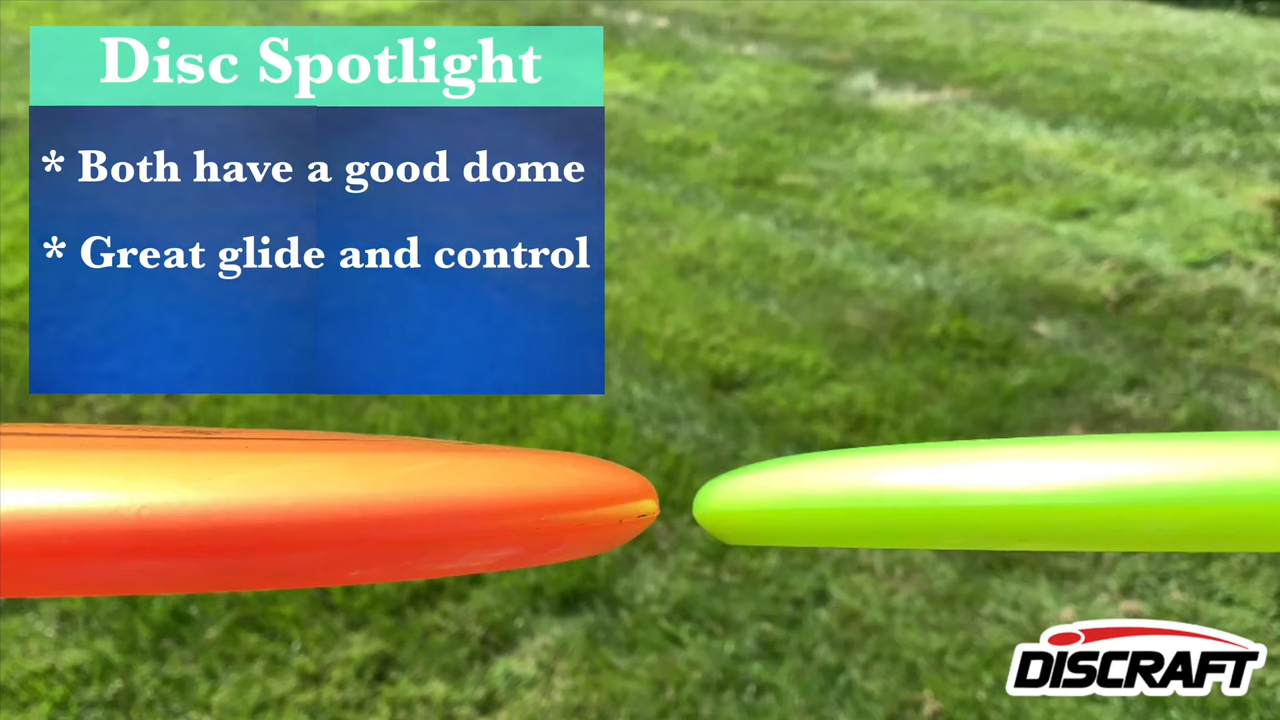 Disc Spotlight
* Both have a good dome
* Great glide and control
DISCRAFT